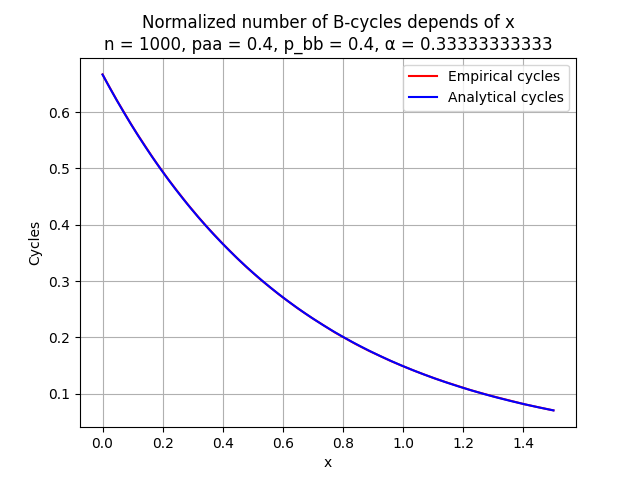 Normalized number of B-cycles depends of x
n = 1000, paa = 0.4, p_bb = 0.4, α = 0.33333333333
Empirical cycles
Analytical cycles
Cycles
0.6
0.5
0.4
0.3
0.2
0.1
0.0 0.2 0.4 0.6 0.8 1.0 1.2 1.4
x